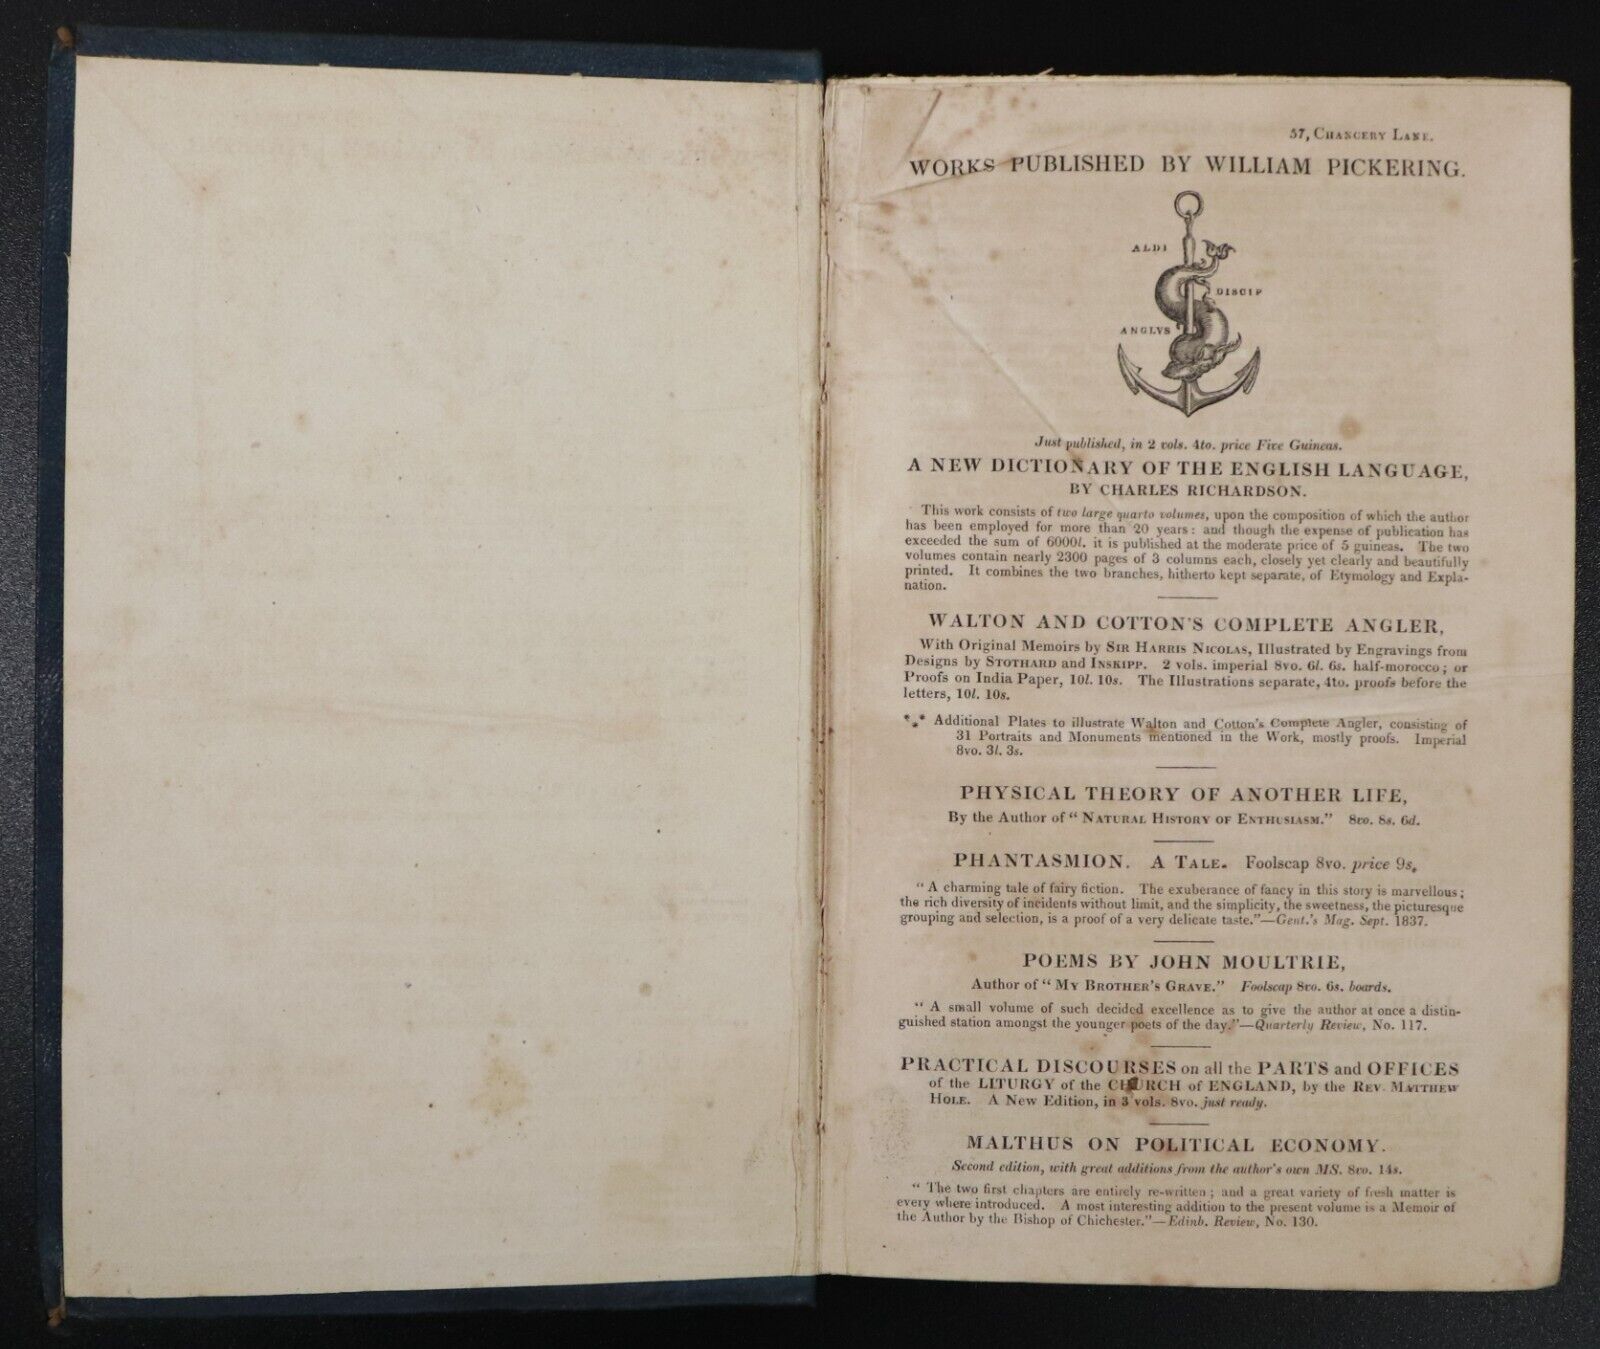 57, CHANCERY LANE.
WORKS PUBLISHED BY WILLIAM PICKERING.
ALDI
DISCIP
ANGLVS
Just published, in 2 vols. 4to. price Five Guineas.
A NEW DICTIONARY OF THE ENGLISH LANGUAGE,
BY CHARLES RICHARDSON.
This work consists of two large quarto volumes, upon the composition of which the author
has been employed for more than 20 years: and though the expense of publication has
exceeded the sum of 6000l. it is published at the moderate price of 5 guineas. The two
volumes contain nearly 2300 pages of 3 columns each, closely yet clearly and beautifully
printed. It combines the two branches, hitherto kept separate, of Etymology and Expla-
nation.
WALTON AND COTTON'S COMPLETE ANGLER,
With Original Memoirs by SIR HARRIS NICOLAS, Illustrated by Engravings from
Designs by STOTHARD and INSKIPP. 2 vols. imperial 8vo. 6l. 6s. half-morocco; or
Proofs on India Paper, 10l. 10s. The Illustrations separate, 4to. proofs before the
letters, 10l. 10s.
*** Additional Plates to illustrate Walton and Cotton's Complete Angler, consisting of
31 Portraits and Monuments mentioned in the Work, mostly proofs. Imperial
8vo. 3l. 3s.
PHYSICAL THEORY OF ANOTHER LIFE,
By the Author of "NATURAL HISTORY OF ENTHUSIASM." 8vo. 8s. 6d.
PHANTASMION. A TALE. Foolscap 8vo. price 9s.
"A charming tale of fairy fiction. The exuberance of fancy in this story is marvellous;
the rich diversity of incidents without limit, and the simplicity, the sweetness, the picturesque
grouping and selection, is a proof of a very delicate taste."—Gent.'s Mag. Sept. 1837.
POEMS BY JOHN MOULTRIE,
Author of "MY BROTHER'S GRAVE." Foolscap 8vo. 6s. boards.
"A small volume of such decided excellence as to give the author at once a distin-
guished station amongst the younger poets of the day."—Quarterly Review, No. 117.
PRACTICAL DISCOURSES on all the PARTS and OFFICES
of the LITURGY of the CHURCH of ENGLAND, by the REV. MATTHEW
HOLE. A New Edition, in 3 vols. 8vo. just ready.
MALTHUS ON POLITICAL ECONOMY.
Second edition, with great additions from the author's own MS. 8vo. 14s.
"The two first chapters are entirely re-written; and a great variety of fresh matter is
every where introduced. A most interesting addition to the present volume is a Memoir of
the Author by the Bishop of Chichester."—Edinb. Review, No. 130.